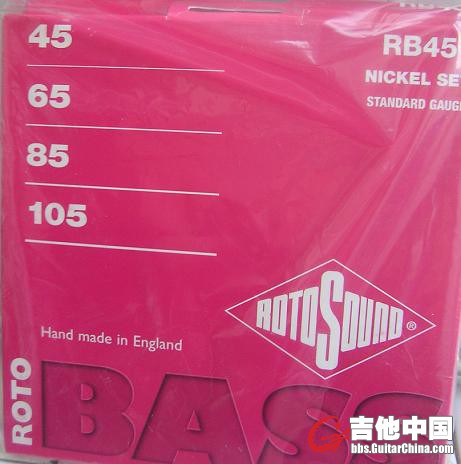 45
65
85
105
RB45
NICKEL SE
STANDARD GAUG
ROTOSOUND®
Hand made in England
ROTO
BASS
吉他中国
bbs.GuitarChina.com